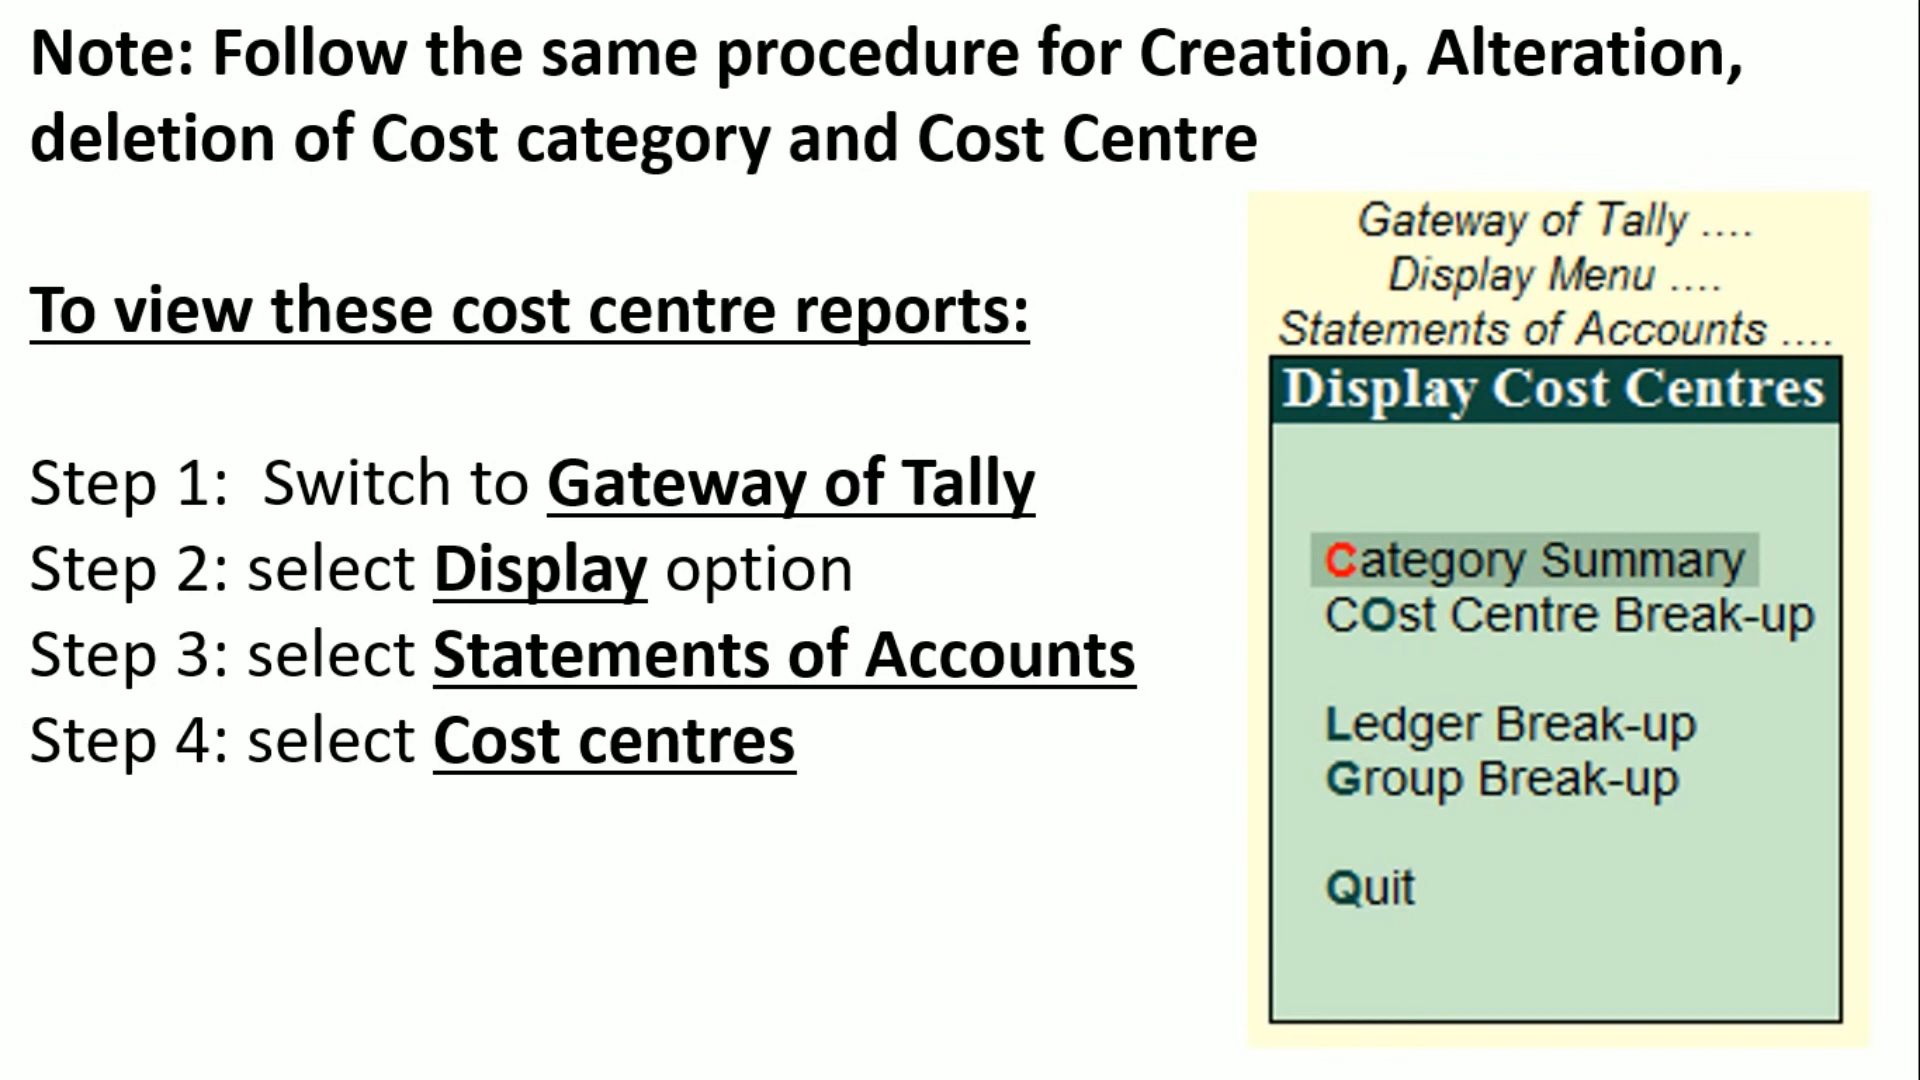 Note: Follow the same procedure for Creation, Alteration,
deletion of Cost category and Cost Centre
To view these cost centre reports:
Step 1:  Switch to Gateway of Tally
Step 2: select Display option
Step 3: select Statements of Accounts
Step 4: select Cost centres
Gateway of Tally ....
Display Menu ....
Statements of Accounts ....
Display Cost Centres
Category Summary
COst Centre Break-up
Ledger Break-up
Group Break-up
Quit